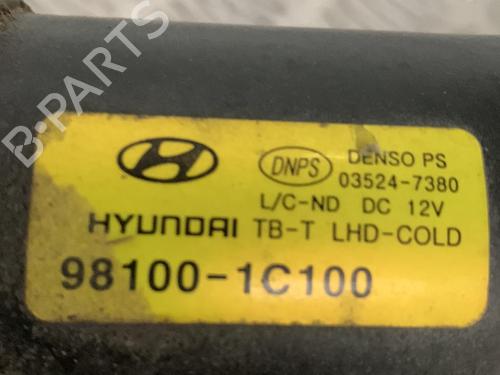 B-PARTS
DNPS DENSO PS
03524-7380
L/C-ND DC 12V
HYUNDAI TB-T LHD-COLD
98100-1C100